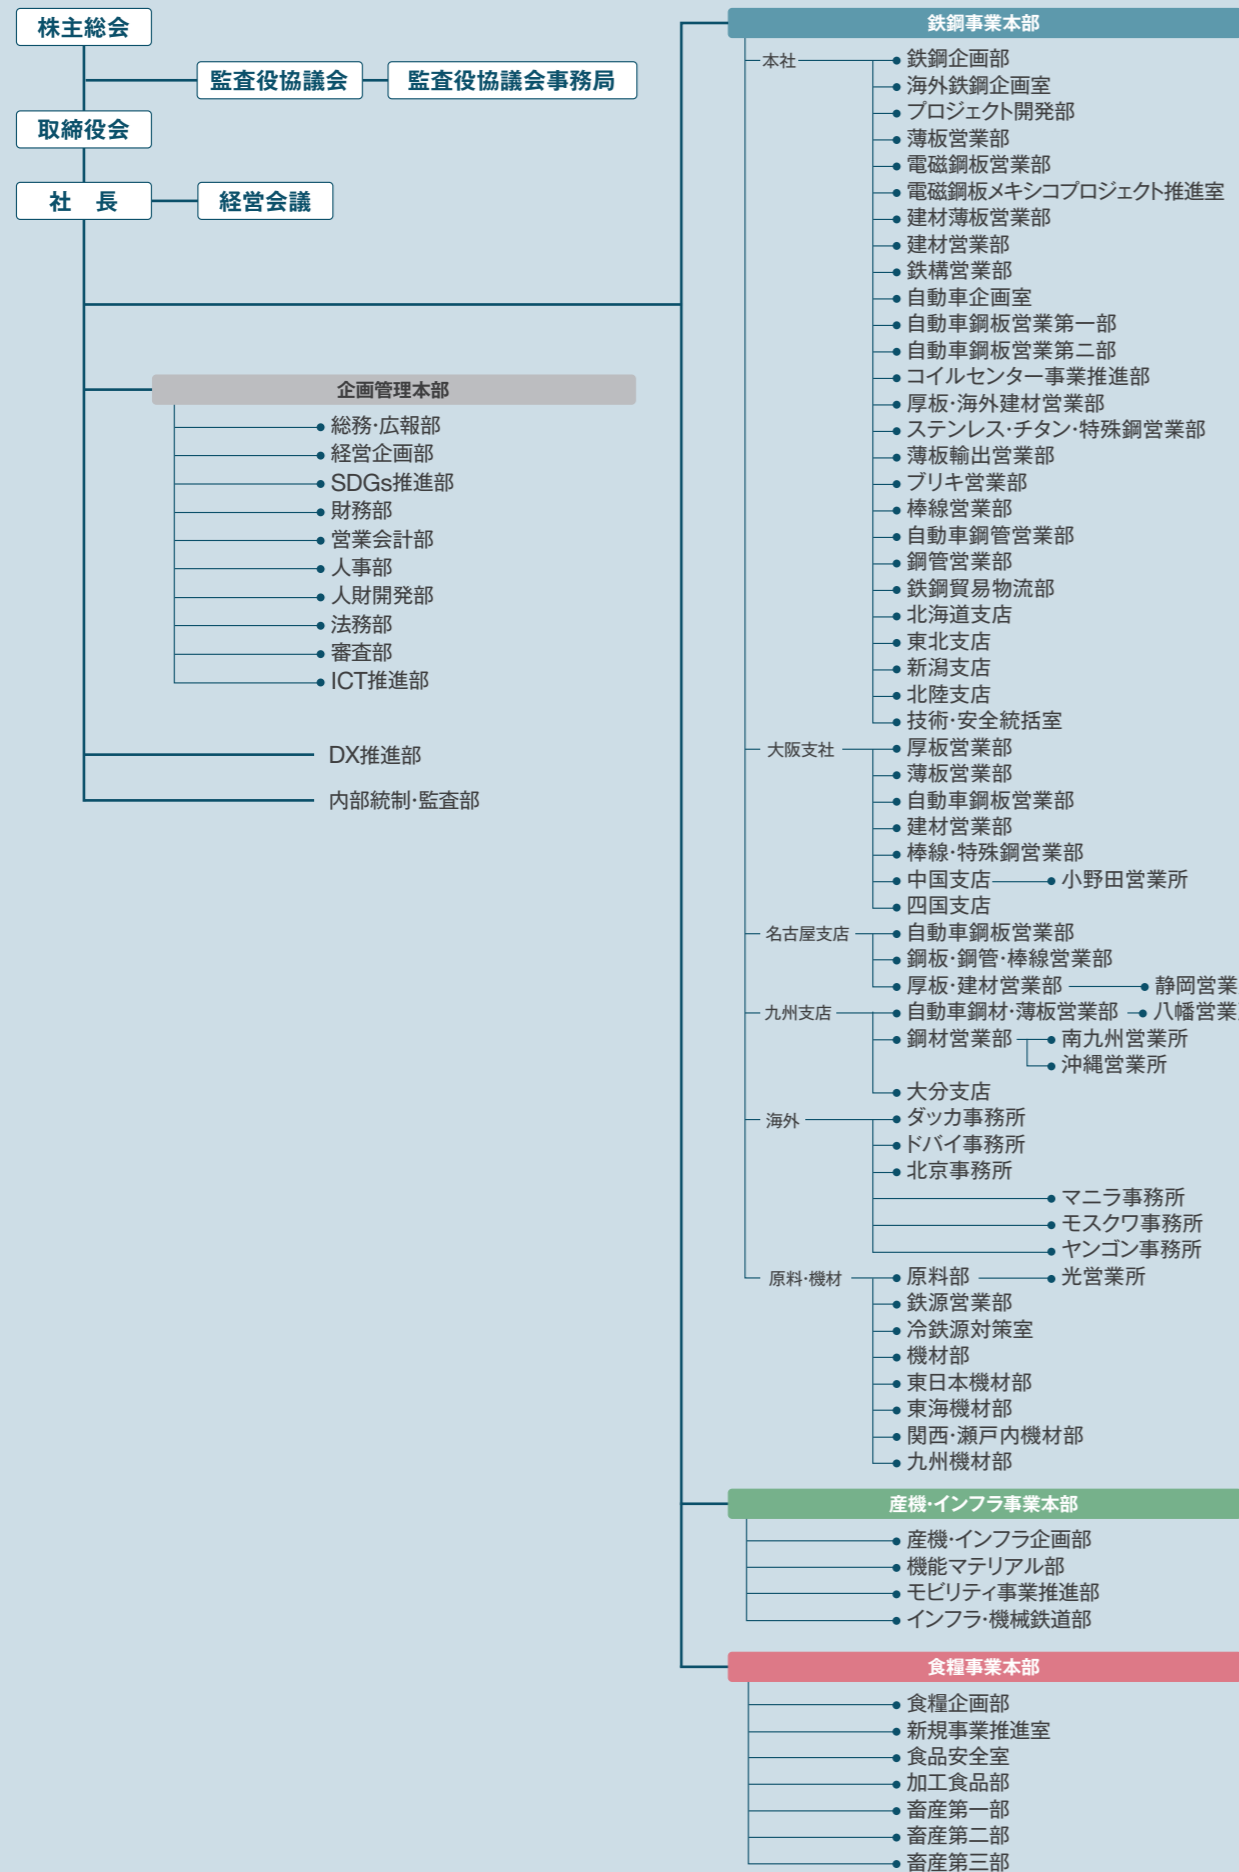 株主総会
監査役協議会
監査役協議会事務局
取締役会
社　長
経営会議
企画管理本部
総務・広報部
経営企画部
SDGs推進部
財務部
営業会計部
人事部
人財開発部
法務部
審査部
ICT推進部
DX推進部
内部統制・監査部
鉄鋼事業本部
本社
鉄鋼企画部
海外鉄鋼企画室
プロジェクト開発部
薄板営業部
電磁鋼板営業部
電磁鋼板メキシコプロジェクト推進室
建材薄板営業部
建材営業部
鉄構営業部
自動車企画室
自動車鋼板営業第一部
自動車鋼板営業第二部
コイルセンター事業推進部
厚板・海外建材営業部
ステンレス・チタン・特殊鋼営業部
薄板輸出営業部
ブリキ営業部
棒線営業部
自動車鋼管営業部
鋼管営業部
鉄鋼貿易物流部
北海道支店
東北支店
新潟支店
北陸支店
技術・安全統括室
大阪支社
厚板営業部
薄板営業部
自動車鋼板営業部
建材営業部
棒線・特殊鋼営業部
中国支店
小野田営業所
四国支店
名古屋支店
自動車鋼板営業部
鋼板・鋼管・棒線営業部
厚板・建材営業部
静岡営業
九州支店
自動車鋼材・薄板営業部
八幡営業
鋼材営業部
南九州営業所
沖縄営業所
大分支店
海外
ダッカ事務所
ドバイ事務所
北京事務所
マニラ事務所
モスクワ事務所
ヤンゴン事務所
原料・機材
原料部
光営業所
鉄源営業部
冷鉄源対策室
機材部
東日本機材部
東海機材部
関西・瀬戸内機材部
九州機材部
産機・インフラ事業本部
産機・インフラ企画部
機能マテリアル部
モビリティ事業推進部
インフラ・機械鉄道部
食糧事業本部
食糧企画部
新規事業推進室
食品安全室
加工食品部
畜産第一部
畜産第二部
畜産第三部